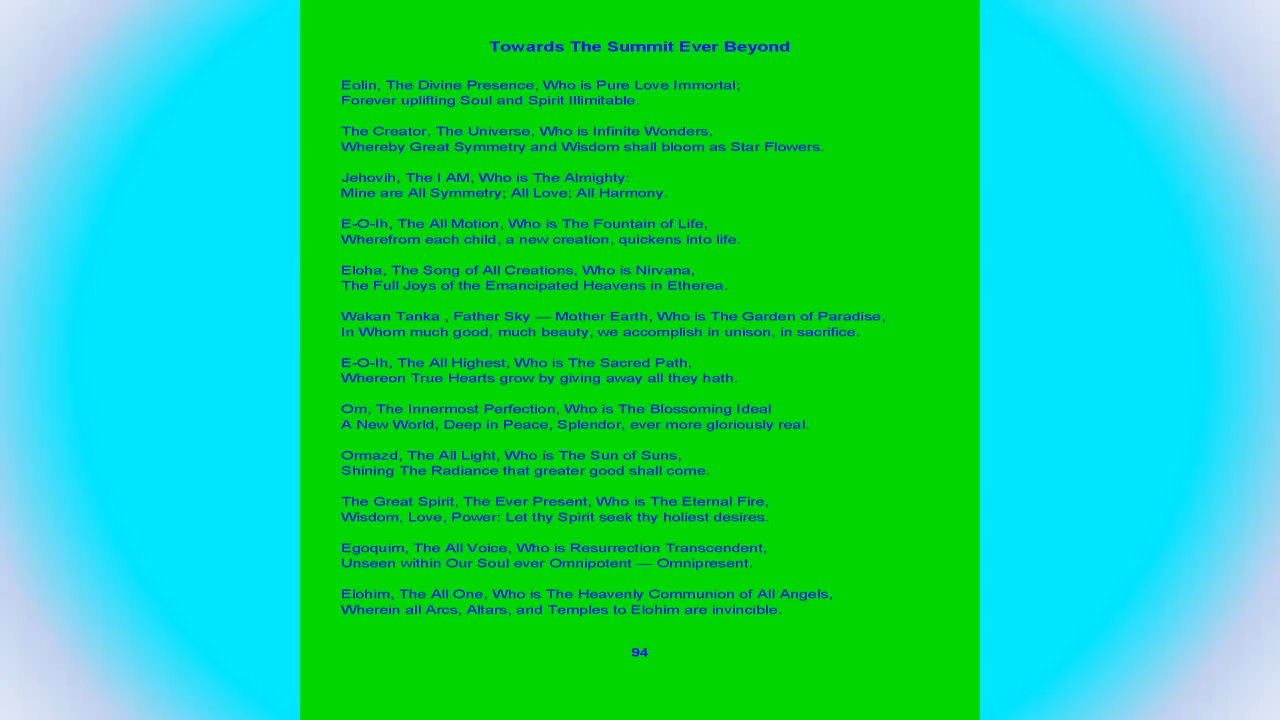 Towards The Summit Ever Beyond
Eolin, The Divine Presence, Who is Pure Love Immortal;
Forever uplifting Soul and Spirit Illimitable.
The Creator, The Universe, Who is Infinite Wonders,
Whereby Great Symmetry and Wisdom shall bloom as Star Flowers.
Jehovih, The I AM, Who is The Almighty:
Mine are All Symmetry; All Love; All Harmony.
E-O-Ih, The All Motion, Who is The Fountain of Life,
Wherefrom each child, a new creation, quickens into life.
Eloha, The Song of All Creations, Who is Nirvana,
The Full Joys of the Emancipated Heavens in Etherea.
Wakan Tanka , Father Sky — Mother Earth, Who is The Garden of Paradise,
In Whom much good, much beauty, we accomplish in unison, in sacrifice.
E-O-Ih, The All Highest, Who is The Sacred Path,
Whereon True Hearts grow by giving away all they hath.
Om, The Innermost Perfection, Who is The Blossoming Ideal
A New World, Deep in Peace, Splendor, ever more gloriously real.
Ormazd, The All Light, Who is The Sun of Suns,
Shining The Radiance that greater good shall come.
The Great Spirit, The Ever Present, Who is The Eternal Fire,
Wisdom, Love, Power: Let thy Spirit seek thy holiest desires.
Egoquim, The All Voice, Who is Resurrection Transcendent,
Unseen within Our Soul ever Omnipotent — Omnipresent.
Elohim, The All One, Who is The Heavenly Communion of All Angels,
Wherein all Arcs, Altars, and Temples to Elohim are invincible.
94